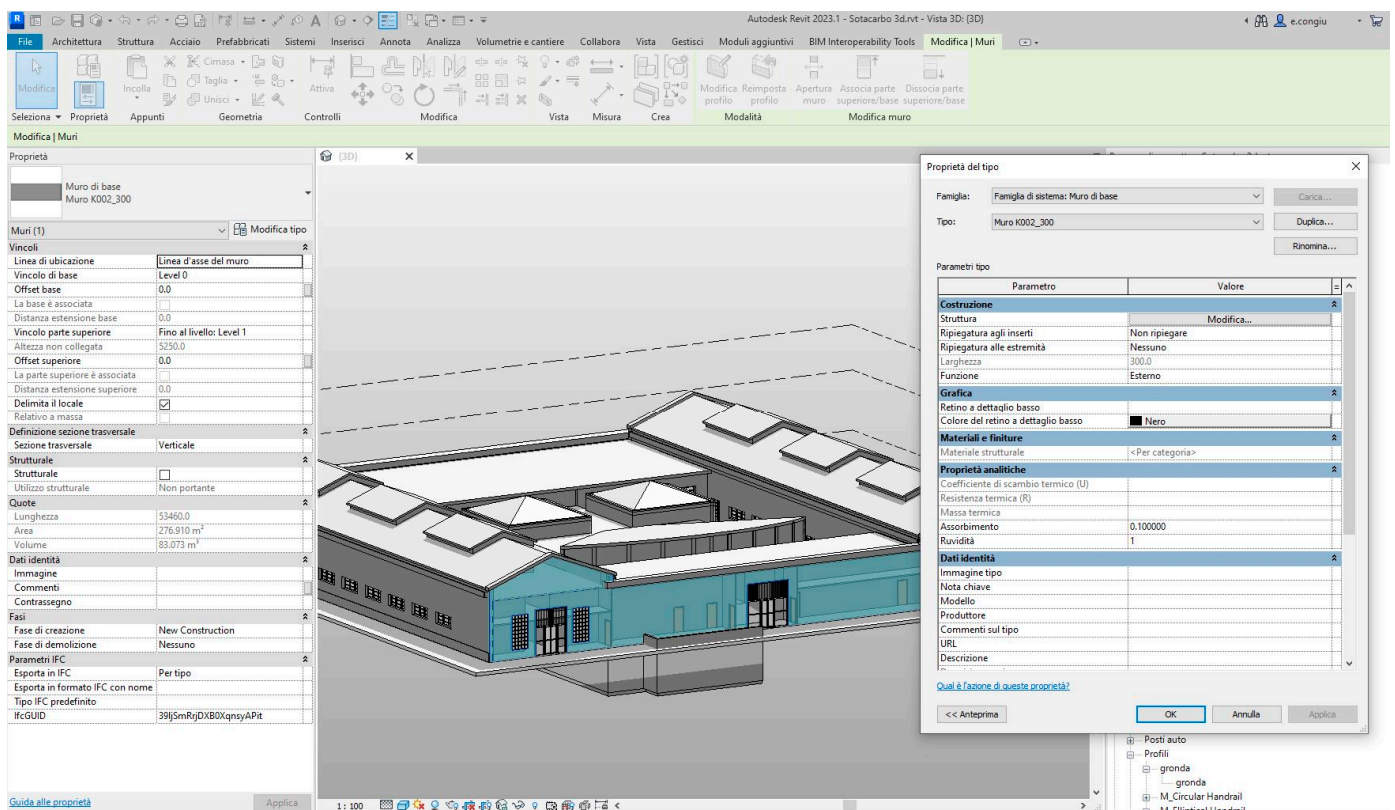 Autodesk Revit 2023.1 - Sotacarbo 3d.rvt - Vista 3D: {3D}
e.congiu
File Architettura Struttura Acciaio Prefabbricati Sistemi Inserisci Annota Analizza Volumetrie e cantiere Collabora Vista Gestisci Moduli aggiuntivi BIM Interoperability Tools Modifica | Muri
Modifica
Incolla
Cimasa
Taglia
Unisci
Attiva
Modifica profilo
Reimposta profilo
Apertura muro
Associa parte superiore/base
Dissocia parte superiore/base
Seleziona Proprietà Appunti Geometria Controlli Modifica Vista Misura Crea Modalità Modifica muro
Modifica | Muri
Proprietà
Muro di base
Muro K002_300
Muri (1) Modifica tipo
Vincoli
Linea di ubicazione Linea d'asse del muro
Vincolo di base Level 0
Offset base 0.0
La base è associata
Distanza estensione base 0.0
Vincolo parte superiore Fino al livello: Level 1
Altezza non collegata 5250.0
Offset superiore 0.0
La parte superiore è associata
Distanza estensione superiore 0.0
Delimita il locale
Relativo a massa
Definizione sezione trasversale
Sezione trasversale Verticale
Strutturale
Strutturale
Utilizzo strutturale Non portante
Quote
Lunghezza 53460.0
Area 276.910 m²
Volume 83.073 m³
Dati identità
Immagine
Commenti
Contrassegno
Fasi
Fase di creazione New Construction
Fase di demolizione Nessuno
Parametri IFC
Esporta in IFC Per tipo
Esporta in formato IFC con nome
Tipo IFC predefinito
IfcGUID 39IjSmRrjDXB0XqnsyAPit
Guida alle proprietà Applica
{3D}
1 : 100
Proprietà del tipo
Famiglia: Famiglia di sistema: Muro di base Carica...
Tipo: Muro K002_300 Duplica...
Rinomina...
Parametri tipo
Parametro Valore =
Costruzione
Struttura Modifica...
Ripiegatura agli inserti Non ripiegare
Ripiegatura alle estremità Nessuno
Larghezza 300.0
Funzione Esterno
Grafica
Retino a dettaglio basso
Colore del retino a dettaglio basso Nero
Materiali e finiture
Materiale strutturale <Per categoria>
Proprietà analitiche
Coefficiente di scambio termico (U)
Resistenza termica (R)
Massa termica
Assorbimento 0.100000
Ruvidità 1
Dati identità
Immagine tipo
Nota chiave
Modello
Produttore
Commenti sul tipo
URL
Descrizione
Qual è l'azione di queste proprietà?
<< Anteprima OK Annulla Applica
Posti auto
Profili
gronda
gronda
M_Circular Handrail
M_Elliptical Handrail